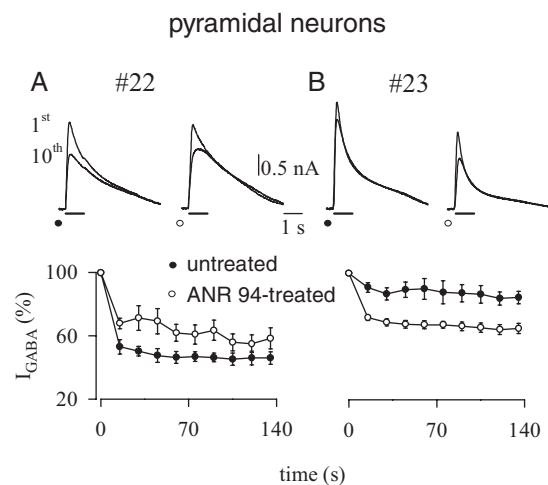 pyramidal neurons
A #22 B #23
1st
10th
0.5 nA
1 s
untreated
ANR 94-treated
IGABA (%)
100
60
20
0 70 140 0 70 140
time (s)